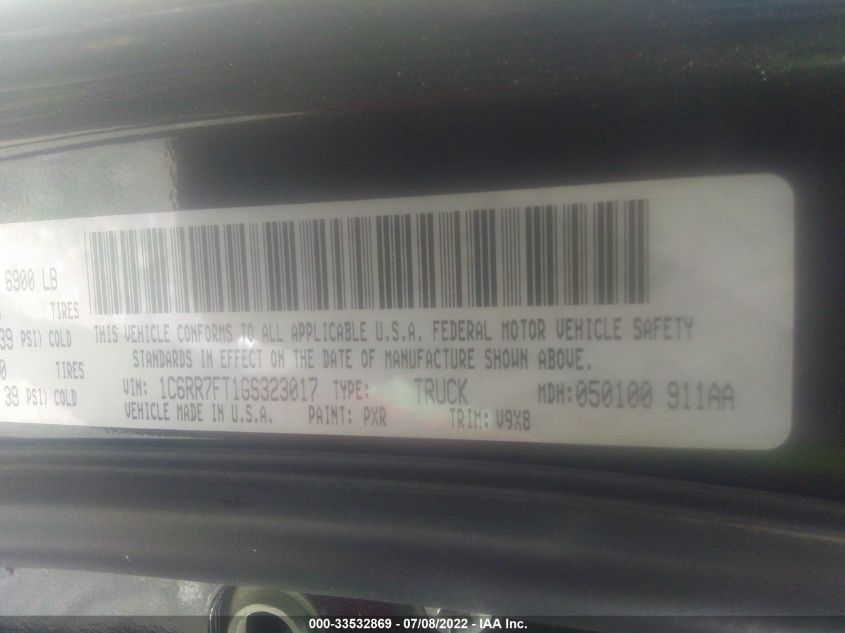 6900 LB
TIRES
39 PSI) COLD
TIRES
39 PSI) COLD
THIS VEHICLE CONFORMS TO ALL APPLICABLE U.S.A. FEDERAL MOTOR VEHICLE SAFETY
STANDARDS IN EFFECT ON THE DATE OF MANUFACTURE SHOWN ABOVE.
VIN: 1C6RR7FT1GS323017 TYPE: TRUCK MDH: 050100 911AA
VEHICLE MADE IN U.S.A. PAINT: PXR TRIM: V9X8
000-33532869 - 07/08/2022 - IAA Inc.